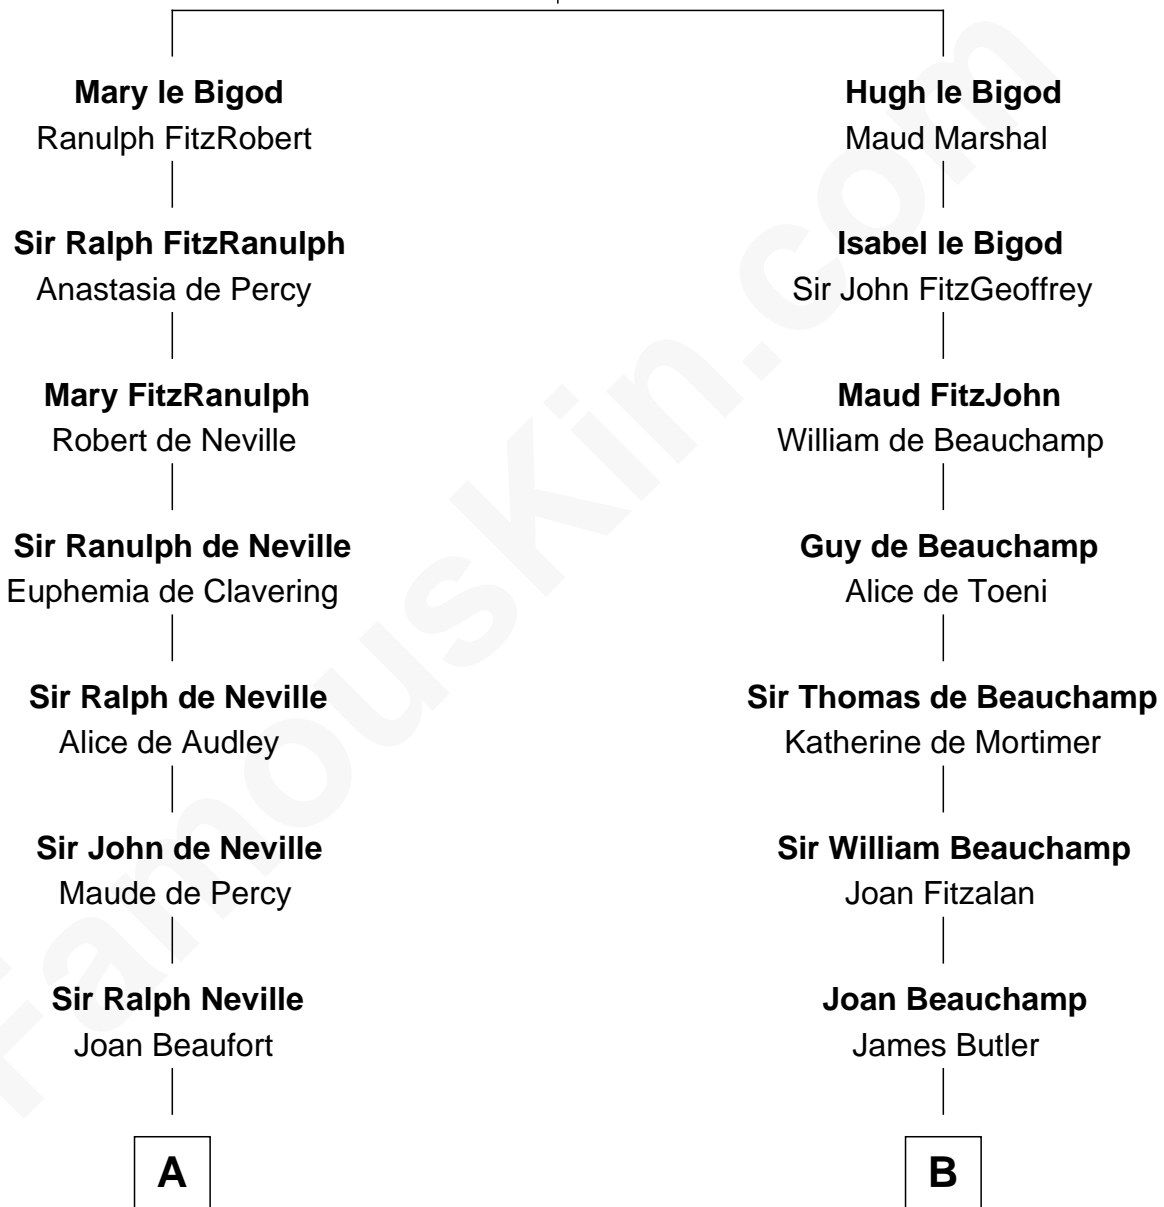 Mary le Bigod
Ranulph FitzRobert
Sir Ralph FitzRanulph
Anastasia de Percy
Mary FitzRanulph
Robert de Neville
Sir Ranulph de Neville
Euphemia de Clavering
Sir Ralph de Neville
Alice de Audley
Sir John de Neville
Maude de Percy
Sir Ralph Neville
Joan Beaufort
A
Hugh le Bigod
Maud Marshal
Isabel le Bigod
Sir John FitzGeoffrey
Maud FitzJohn
William de Beauchamp
Guy de Beauchamp
Alice de Toeni
Sir Thomas de Beauchamp
Katherine de Mortimer
Sir William Beauchamp
Joan Fitzalan
Joan Beauchamp
James Butler
B
FamousKin.com